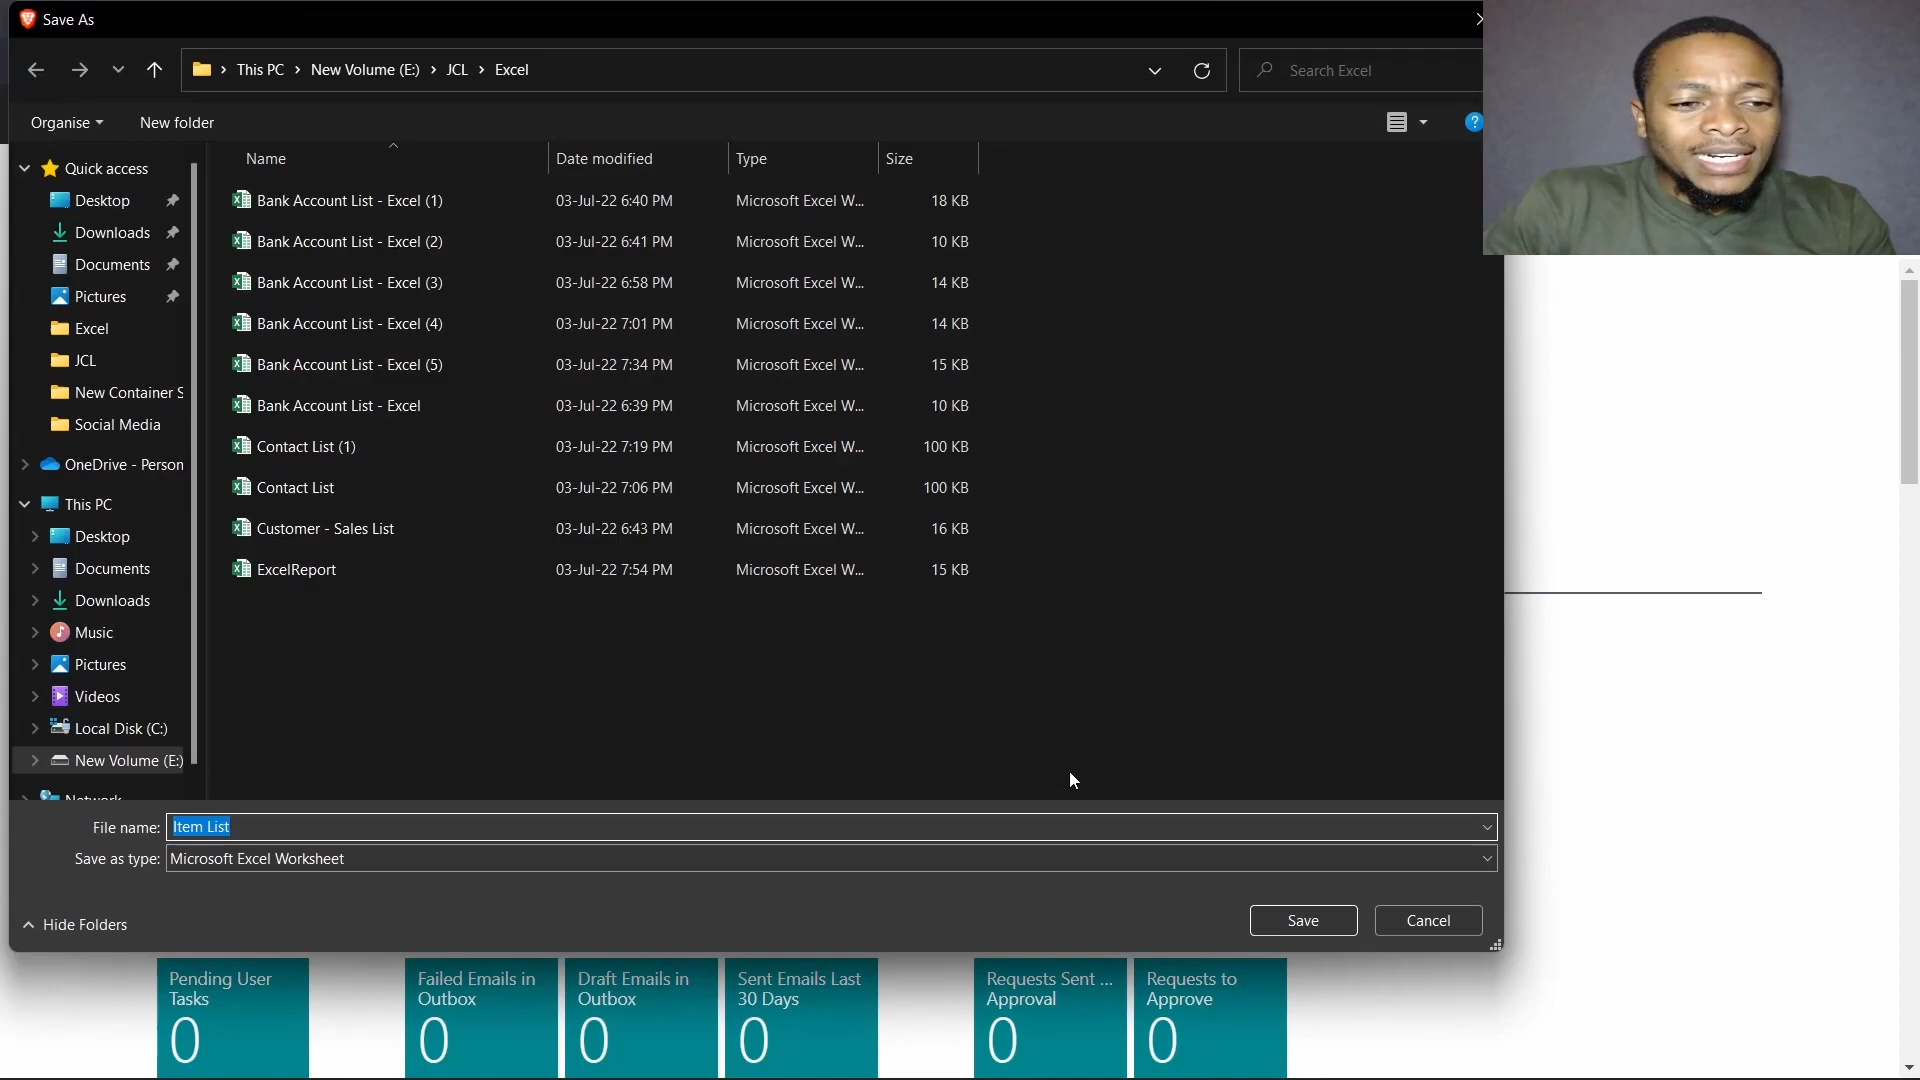 Save As
This PC > New Volume (E:) > JCL > Excel
Search Excel
Organise
New folder
?
Name Date modified Type Size
Quick access
Desktop
Downloads
Documents
Pictures
Excel
JCL
New Container S
Social Media
OneDrive - Person
This PC
Desktop
Documents
Downloads
Music
Pictures
Videos
Local Disk (C:)
New Volume (E:)
Network
Bank Account List - Excel (1) 03-Jul-22 6:40 PM Microsoft Excel W... 18 KB
Bank Account List - Excel (2) 03-Jul-22 6:41 PM Microsoft Excel W... 10 KB
Bank Account List - Excel (3) 03-Jul-22 6:58 PM Microsoft Excel W... 14 KB
Bank Account List - Excel (4) 03-Jul-22 7:01 PM Microsoft Excel W... 14 KB
Bank Account List - Excel (5) 03-Jul-22 7:34 PM Microsoft Excel W... 15 KB
Bank Account List - Excel 03-Jul-22 6:39 PM Microsoft Excel W... 10 KB
Contact List (1) 03-Jul-22 7:19 PM Microsoft Excel W... 100 KB
Contact List 03-Jul-22 7:06 PM Microsoft Excel W... 100 KB
Customer - Sales List 03-Jul-22 6:43 PM Microsoft Excel W... 16 KB
ExcelReport 03-Jul-22 7:54 PM Microsoft Excel W... 15 KB
File name: Item List
Save as type: Microsoft Excel Worksheet
Hide Folders
Save
Cancel
Pending User
Tasks
0
Failed Emails in
Outbox
0
Draft Emails in
Outbox
0
Sent Emails Last
30 Days
0
Requests Sent ...
Approval
0
Requests to
Approve
0